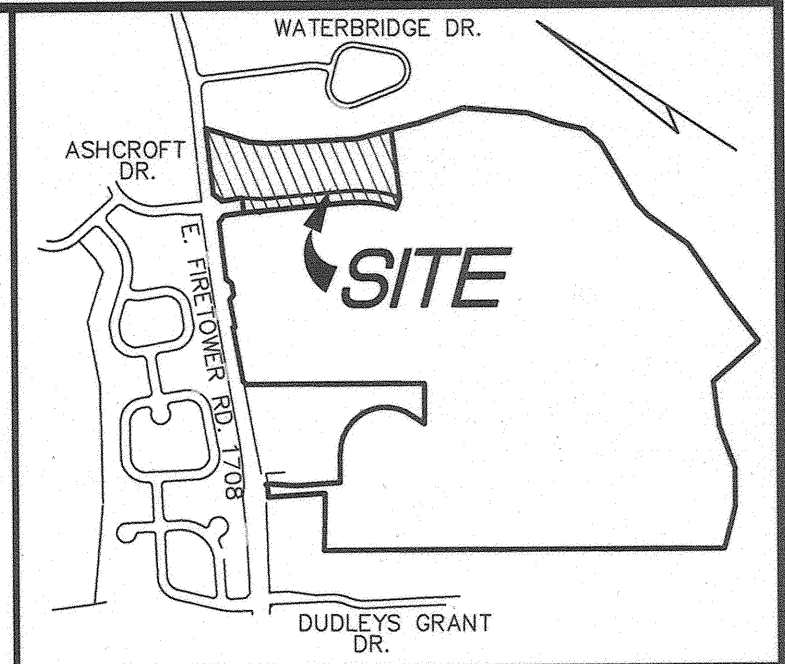 WATERBRIDGE DR.
ASHCROFT
DR.
E. FIRETOWER RD. 1708
SITE
DUDLEYS GRANT
DR.